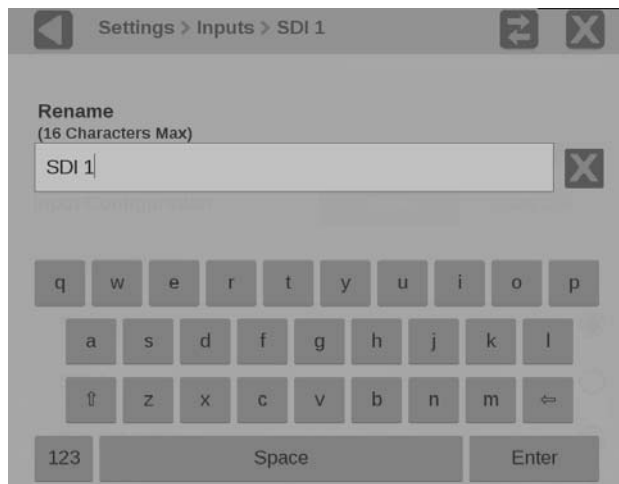 Settings > Inputs > SDI 1
Rename
(16 Characters Max)
SDI 1
q w e r t y u i o p
a s d f g h j k l
⇧ z x c v b n m ⇦
123 Space Enter